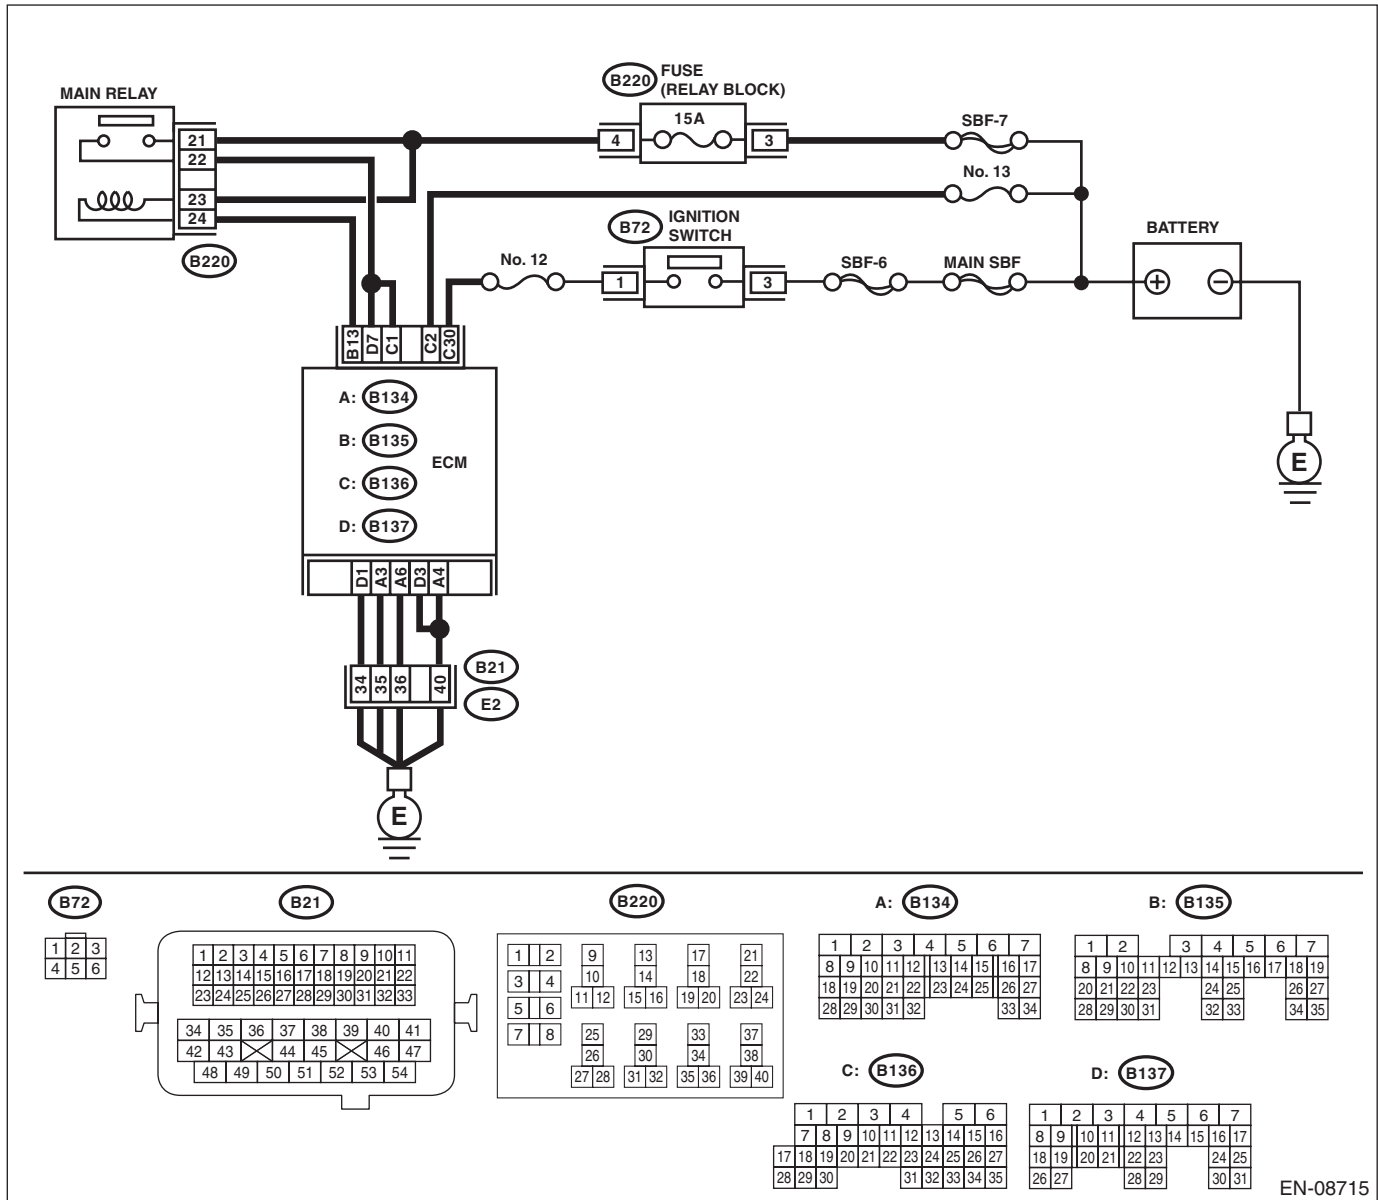 MAIN RELAY
B220
FUSE
(RELAY BLOCK)
15A
4
3
SBF-7
21
22
23
24
B220
No. 13
B72
IGNITION
SWITCH
No. 12
1
3
SBF-6
MAIN SBF
BATTERY
+
−
E
B13
D7
C1
C2
C30
A: B134
B: B135
ECM
C: B136
D: B137
D1
A3
A6
D3
A4
34
35
36
40
B21
E2
E
B72
1 2 3
4 5 6
B21
1 2 3 4 5 6 7 8 9 10 11
12 13 14 15 16 17 18 19 20 21 22
23 24 25 26 27 28 29 30 31 32 33
34 35 36 37 38 39 40 41
42 43 44 45 46 47
48 49 50 51 52 53 54
B220
1 2
3 4
5 6
7 8
9
10
11 12
13
14
15 16
17
18
19 20
21
22
23 24
25
26
27 28
29
30
31 32
33
34
35 36
37
38
39 40
A: B134
1 2 3 4 5 6 7
8 9 10 11 12 13 14 15 16 17
18 19 20 21 22 23 24 25 26 27
28 29 30 31 32 33 34
B: B135
1 2 3 4 5 6 7
8 9 10 11 12 13 14 15 16 17 18 19
20 21 22 23 24 25 26 27
28 29 30 31 32 33 34 35
C: B136
1 2 3 4 5 6
7 8 9 10 11 12 13 14 15 16
17 18 19 20 21 22 23 24 25 26 27
28 29 30 31 32 33 34 35
D: B137
1 2 3 4 5 6 7
8 9 10 11 12 13 14 15 16 17
18 19 20 21 22 23 24 25
26 27 28 29 30 31
EN-08715